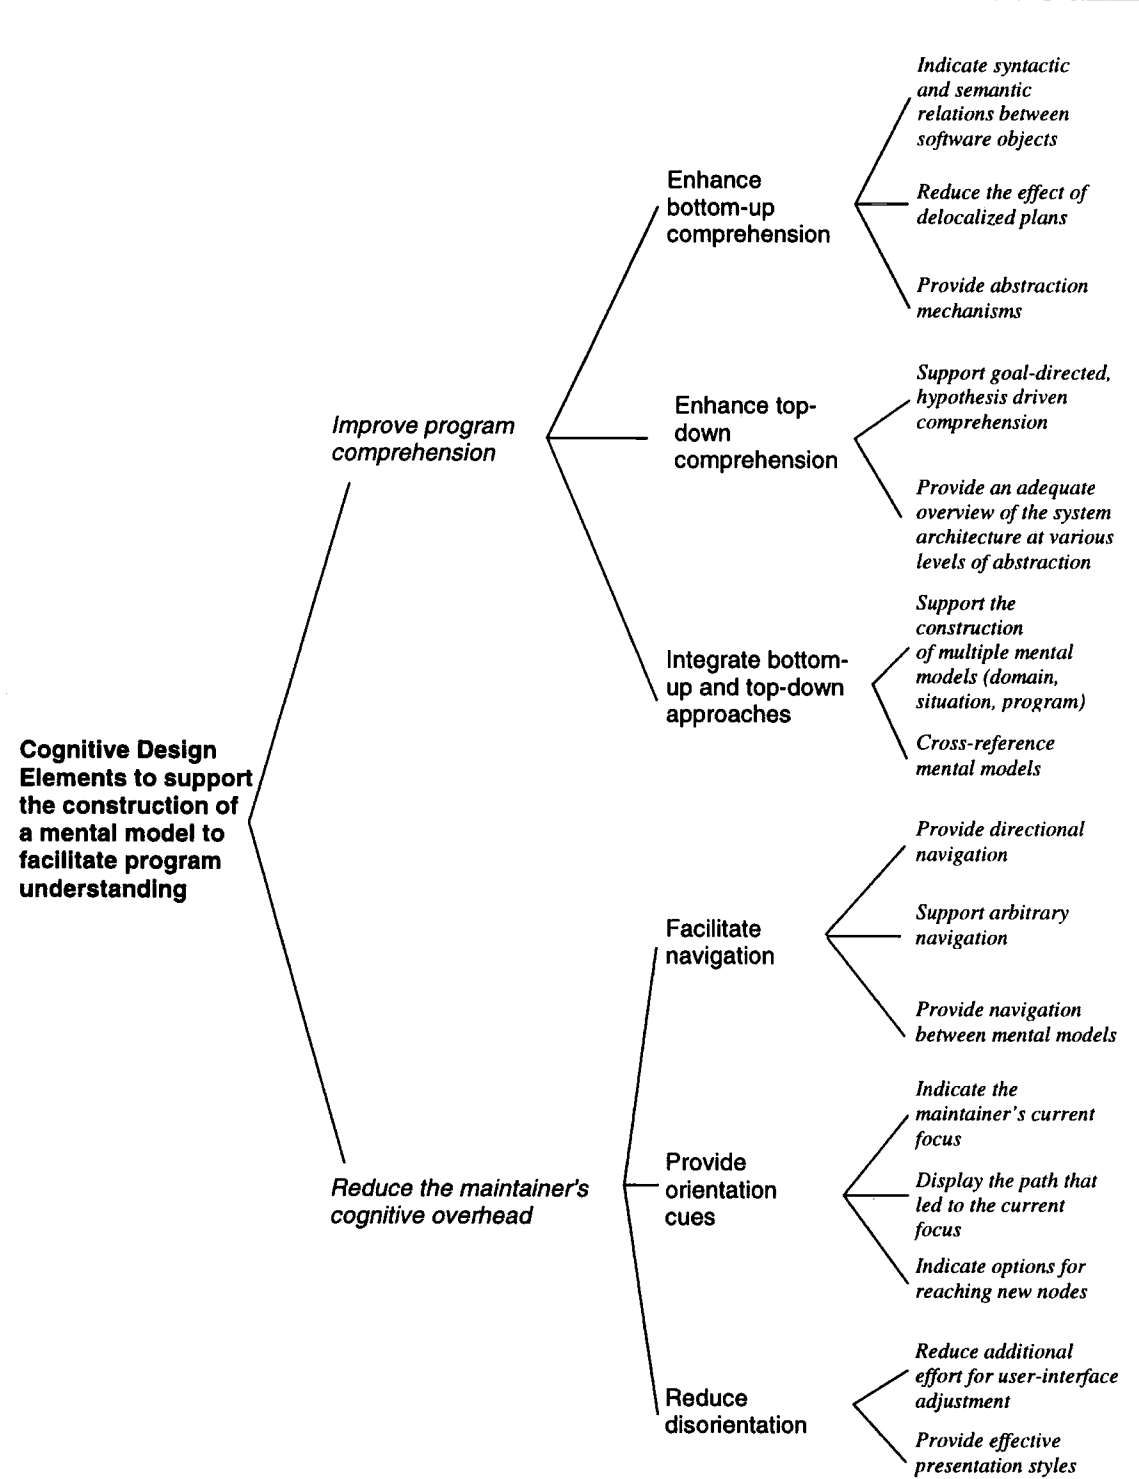 Cognitive Design
Elements to support
the construction of
a mental model to
facilitate program
understanding
Improve program
comprehension
Enhance
bottom-up
comprehension
Indicate syntactic
and semantic
relations between
software objects
Reduce the effect of
delocalized plans
Provide abstraction
mechanisms
Enhance top-
down
comprehension
Support goal-directed,
hypothesis driven
comprehension
Provide an adequate
overview of the system
architecture at various
levels of abstraction
Integrate bottom-
up and top-down
approaches
Support the
construction
of multiple mental
models (domain,
situation, program)
Cross-reference
mental models
Reduce the maintainer's
cognitive overhead
Facilitate
navigation
Provide directional
navigation
Support arbitrary
navigation
Provide navigation
between mental models
Provide
orientation
cues
Indicate the
maintainer's current
focus
Display the path that
led to the current
focus
Indicate options for
reaching new nodes
Reduce
disorientation
Reduce additional
effort for user-interface
adjustment
Provide effective
presentation styles